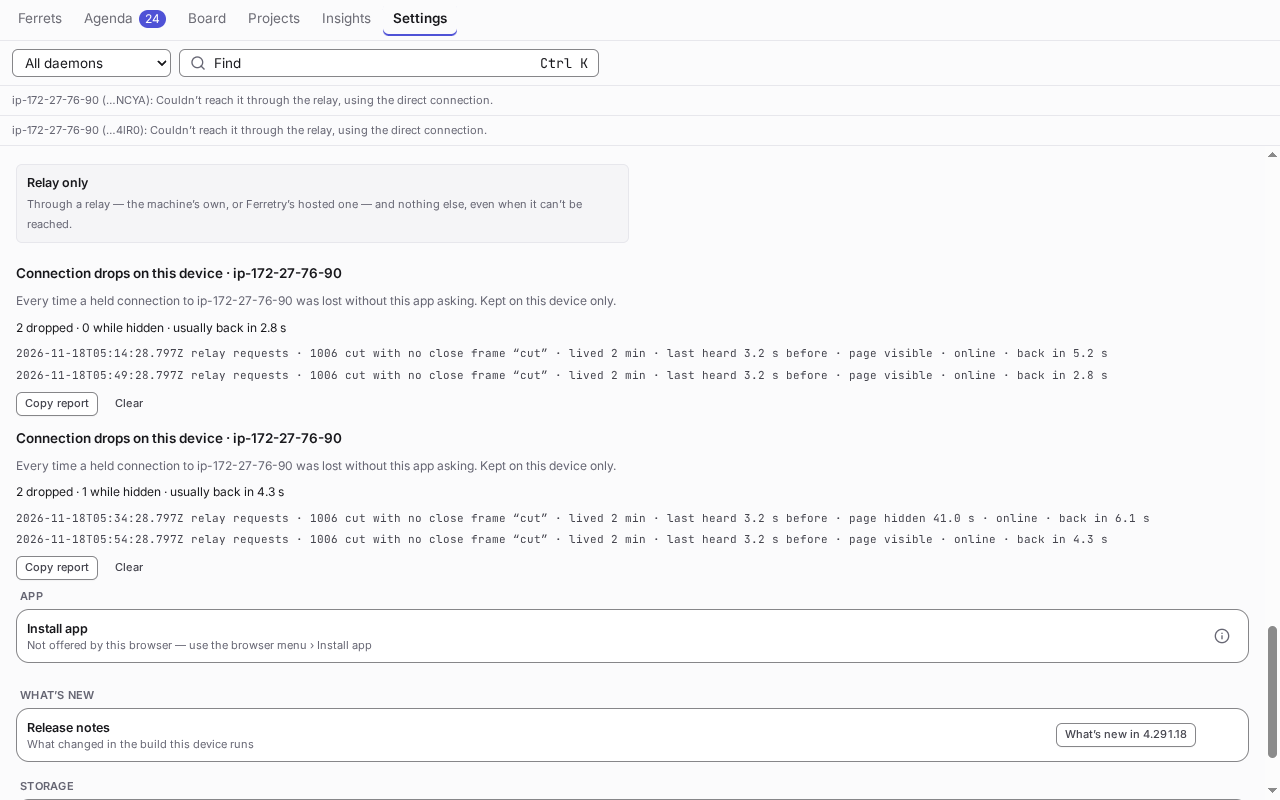 Ferrets Agenda 24 Board Projects Insights Settings
All daemons Find Ctrl K
ip-172-27-76-90 (…NCYA): Couldn’t reach it through the relay, using the direct connection.
ip-172-27-76-90 (…4IR0): Couldn’t reach it through the relay, using the direct connection.
Relay only
Through a relay — the machine’s own, or Ferretry’s hosted one — and nothing else, even when it can’t be
reached.
Connection drops on this device · ip-172-27-76-90
Every time a held connection to ip-172-27-76-90 was lost without this app asking. Kept on this device only.
2 dropped · 0 while hidden · usually back in 2.8 s
2026-11-18T05:14:28.797Z relay requests · 1006 cut with no close frame “cut” · lived 2 min · last heard 3.2 s before · page visible · online · back in 5.2 s
2026-11-18T05:49:28.797Z relay requests · 1006 cut with no close frame “cut” · lived 2 min · last heard 3.2 s before · page visible · online · back in 2.8 s
Copy report Clear
Connection drops on this device · ip-172-27-76-90
Every time a held connection to ip-172-27-76-90 was lost without this app asking. Kept on this device only.
2 dropped · 1 while hidden · usually back in 4.3 s
2026-11-18T05:34:28.797Z relay requests · 1006 cut with no close frame “cut” · lived 2 min · last heard 3.2 s before · page hidden 41.0 s · online · back in 6.1 s
2026-11-18T05:54:28.797Z relay requests · 1006 cut with no close frame “cut” · lived 2 min · last heard 3.2 s before · page visible · online · back in 4.3 s
Copy report Clear
APP
Install app
Not offered by this browser — use the browser menu › Install app
WHAT’S NEW
Release notes
What changed in the build this device runs
What’s new in 4.291.18
STORAGE